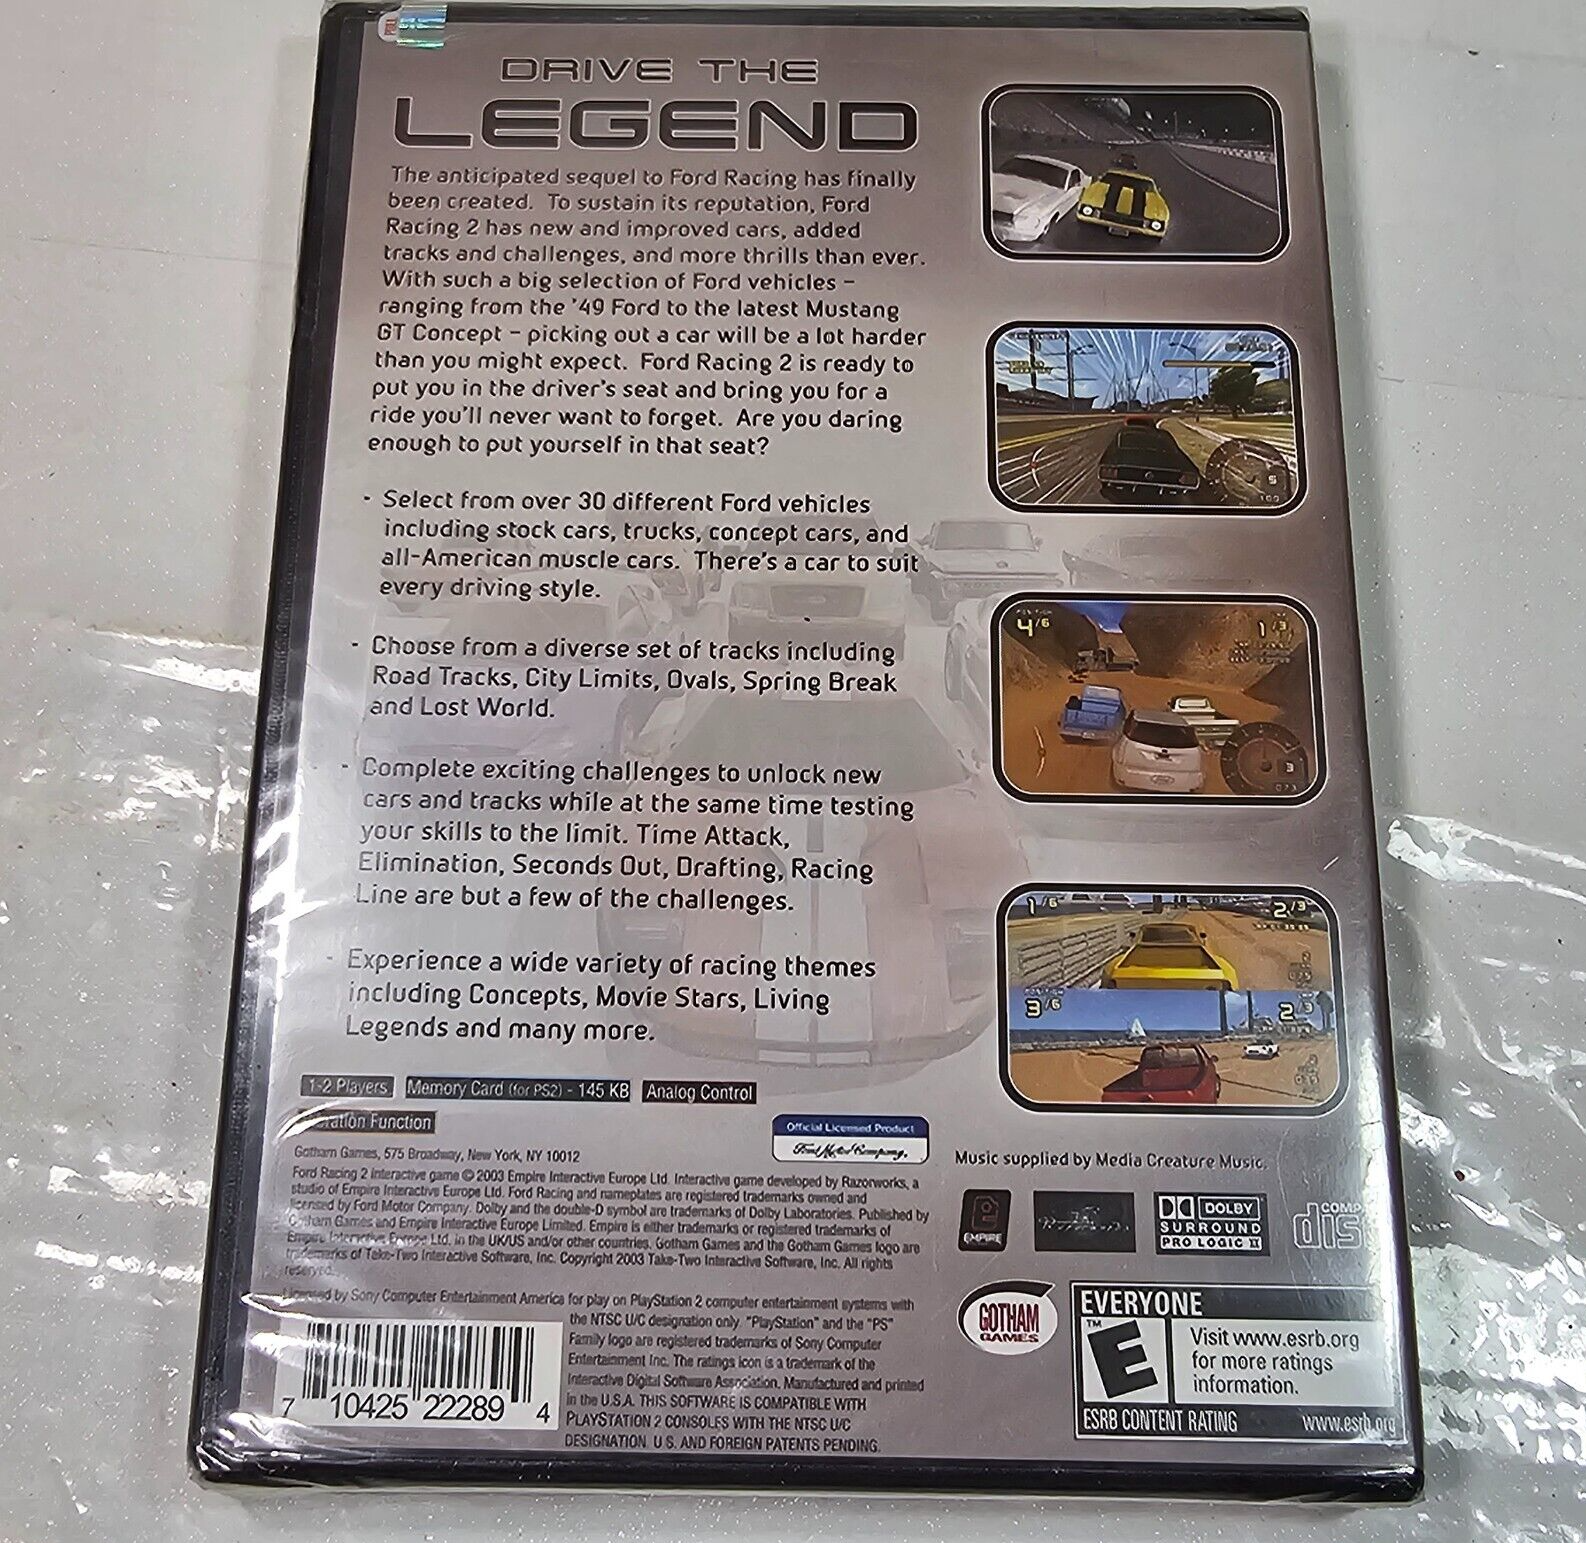 DRIVE THE
LEGEND
The anticipated sequel to Ford Racing has finally
been created. To sustain its reputation, Ford
Racing 2 has new and improved cars, added
tracks and challenges, and more thrills than ever.
With such a big selection of Ford vehicles –
ranging from the '49 Ford to the latest Mustang
GT Concept – picking out a car will be a lot harder
than you might expect. Ford Racing 2 is ready to
put you in the driver's seat and bring you for a
ride you'll never want to forget. Are you daring
enough to put yourself in that seat?
· Select from over 30 different Ford vehicles
including stock cars, trucks, concept cars, and
all-American muscle cars. There's a car to suit
every driving style.
· Choose from a diverse set of tracks including
Road Tracks, City Limits, Ovals, Spring Break
and Lost World.
· Complete exciting challenges to unlock new
cars and tracks while at the same time testing
your skills to the limit. Time Attack,
Elimination, Seconds Out, Drafting, Racing
Line are but a few of the challenges.
· Experience a wide variety of racing themes
including Concepts, Movie Stars, Living
Legends and many more.
POSITION
4/6 1/3
1/6 2/3
POSITION
3/6 2/3
1-2 Players Memory Card (for PS2) - 145 KB Analog Control
Function
Official Licensed Product
Ford Motor Company.
Gotham Games, 575 Broadway, New York, NY 10012
Ford Racing 2 interactive game © 2003 Empire Interactive Europe Ltd. Interactive game developed by Razorworks, a
studio of Empire Interactive Europe Ltd. Ford Racing and nameplates are registered trademarks owned and
licensed by Ford Motor Company. Dolby and the double-D symbol are trademarks of Dolby Laboratories. Published by
Gotham Games and Empire Interactive Europe Limited. Empire is either trademarks or registered trademarks of
Empire Interactive Europe Ltd. in the UK/US and/or other countries. Gotham Games and the Gotham Games logo are
trademarks of Take-Two Interactive Software, Inc. Copyright 2003 Take-Two Interactive Software, Inc. All rights
reserved.
Licensed by Sony Computer Entertainment America for play on PlayStation 2 computer entertainment systems with
the NTSC U/C designation only. "PlayStation" and the "PS"
Family logo are registered trademarks of Sony Computer
Entertainment Inc. The ratings icon is a trademark of the
Interactive Digital Software Association. Manufactured and printed
in the U.S.A. THIS SOFTWARE IS COMPATIBLE WITH
PLAYSTATION 2 CONSOLES WITH THE NTSC U/C
DESIGNATION. U.S. AND FOREIGN PATENTS PENDING.
7 10425 22289 4
Music supplied by Media Creature Music.
EMPIRE
DOLBY
SURROUND
PRO LOGIC II
COMP
disc
GOTHAM
GAMES
EVERYONE
E
TM
Visit www.esrb.org
for more ratings
information.
ESRB CONTENT RATING www.esrb.org